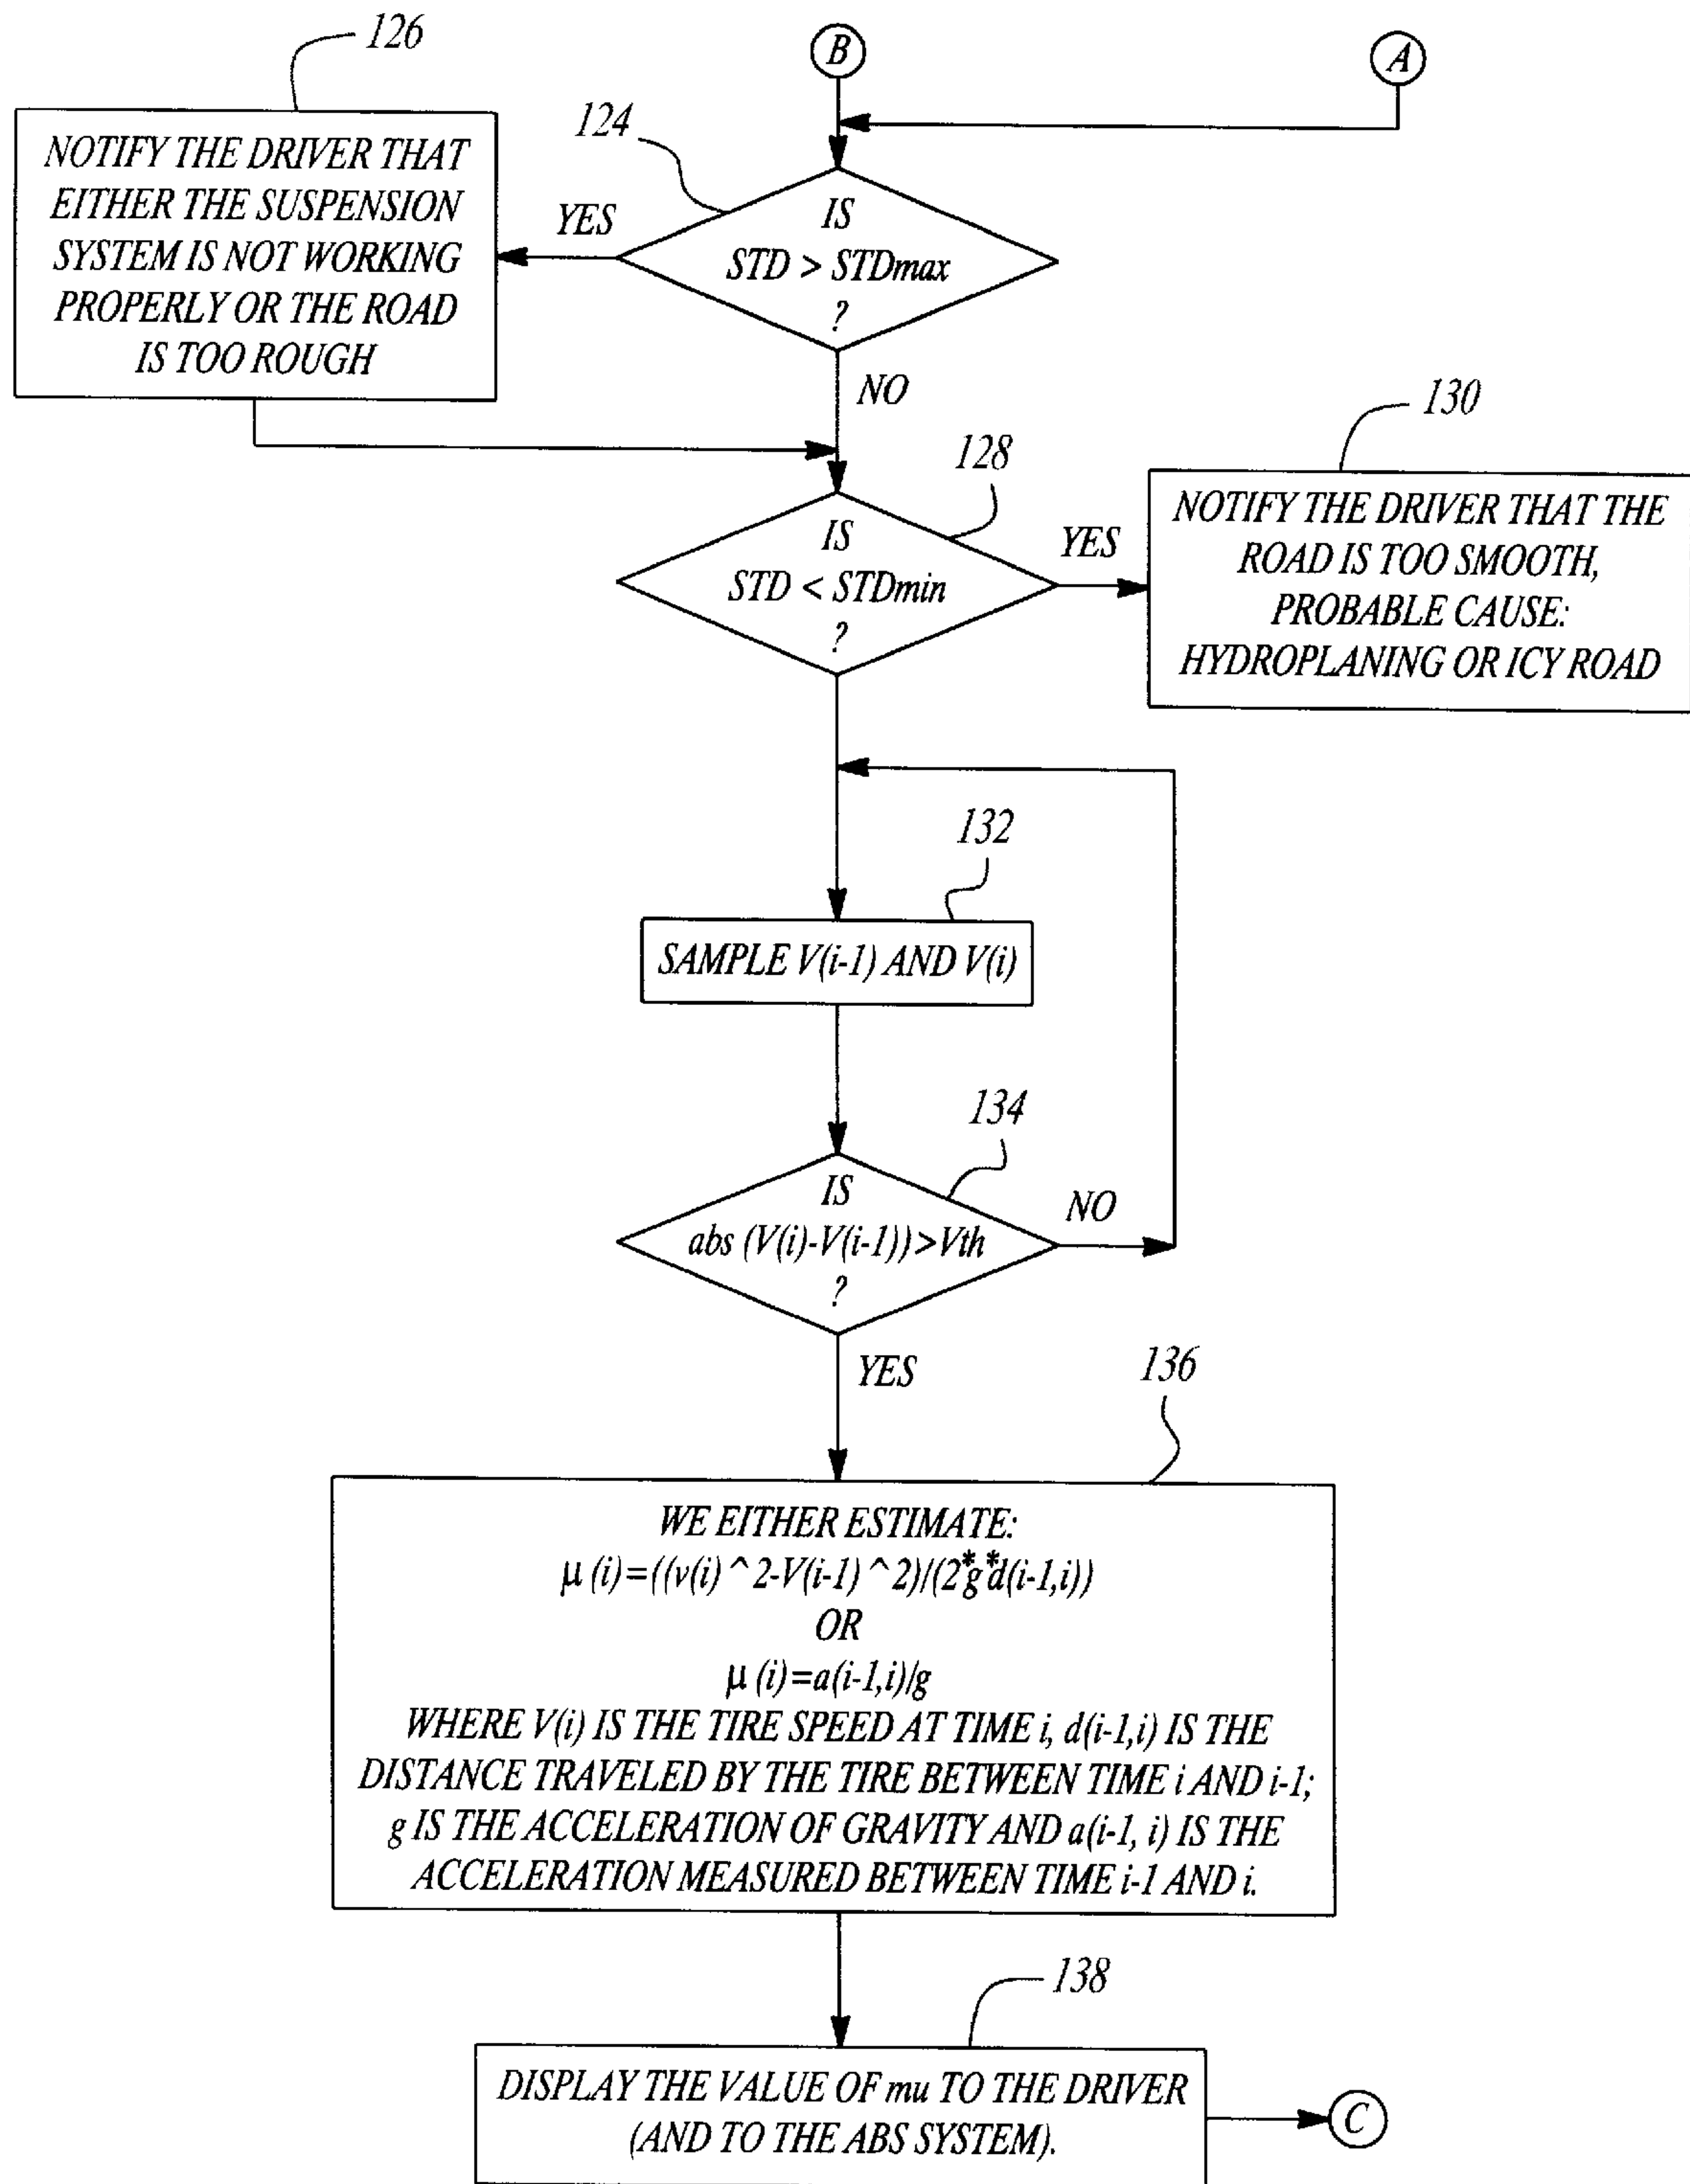 126
B
A
124
NOTIFY THE DRIVER THAT
EITHER THE SUSPENSION
SYSTEM IS NOT WORKING
PROPERLY OR THE ROAD
IS TOO ROUGH
YES
IS
STD > STDmax
?
NO
130
128
IS
STD < STDmin
?
YES
NOTIFY THE DRIVER THAT THE
ROAD IS TOO SMOOTH,
PROBABLE CAUSE:
HYDROPLANING OR ICY ROAD
132
SAMPLE V(i-1) AND V(i)
134
IS
abs (V(i)-V(i-1))>Vth
?
NO
YES
136
WE EITHER ESTIMATE:
μ (i)=((v(i)^2-V(i-1)^2)/(2*g*d(i-1,i))
OR
μ (i)=a(i-1,i)/g
WHERE V(i) IS THE TIRE SPEED AT TIME i, d(i-1,i) IS THE
DISTANCE TRAVELED BY THE TIRE BETWEEN TIME i AND i-1;
g IS THE ACCELERATION OF GRAVITY AND a(i-1, i) IS THE
ACCELERATION MEASURED BETWEEN TIME i-1 AND i.
138
DISPLAY THE VALUE OF mu TO THE DRIVER
(AND TO THE ABS SYSTEM).
C